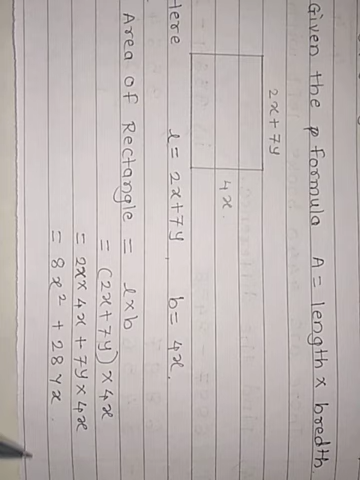 Given the p formula A = length × bredth
2x+7y
4x.
Here l = 2x+7y, b = 4x.
Area of Rectangle = l×b
= (2x+7y) × 4x
= 2x×4x + 7y×4x
= 8x² + 28yx.